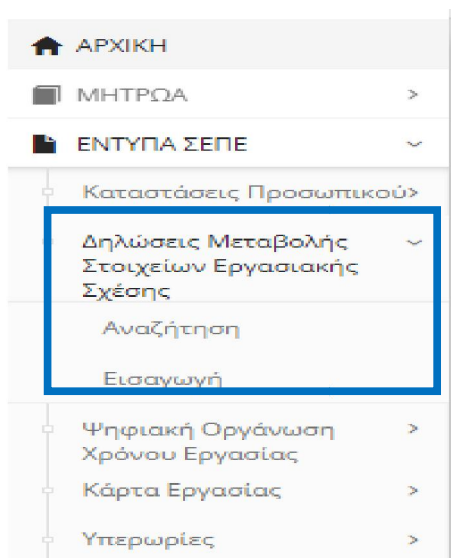 ΑΡΧΙΚΗ
ΜΗΤΡΩΑ >
ΕΝΤΥΠΑ ΣΕΠΕ
Καταστάσεις Προσωπικού>
Δηλώσεις Μεταβολής
Στοιχείων Εργασιακής
Σχέσης
Αναζήτηση
Εισαγωγή
Ψηφιακή Οργάνωση >
Χρόνου Εργασίας
Κάρτα Εργασίας >
Υπερωρίες >